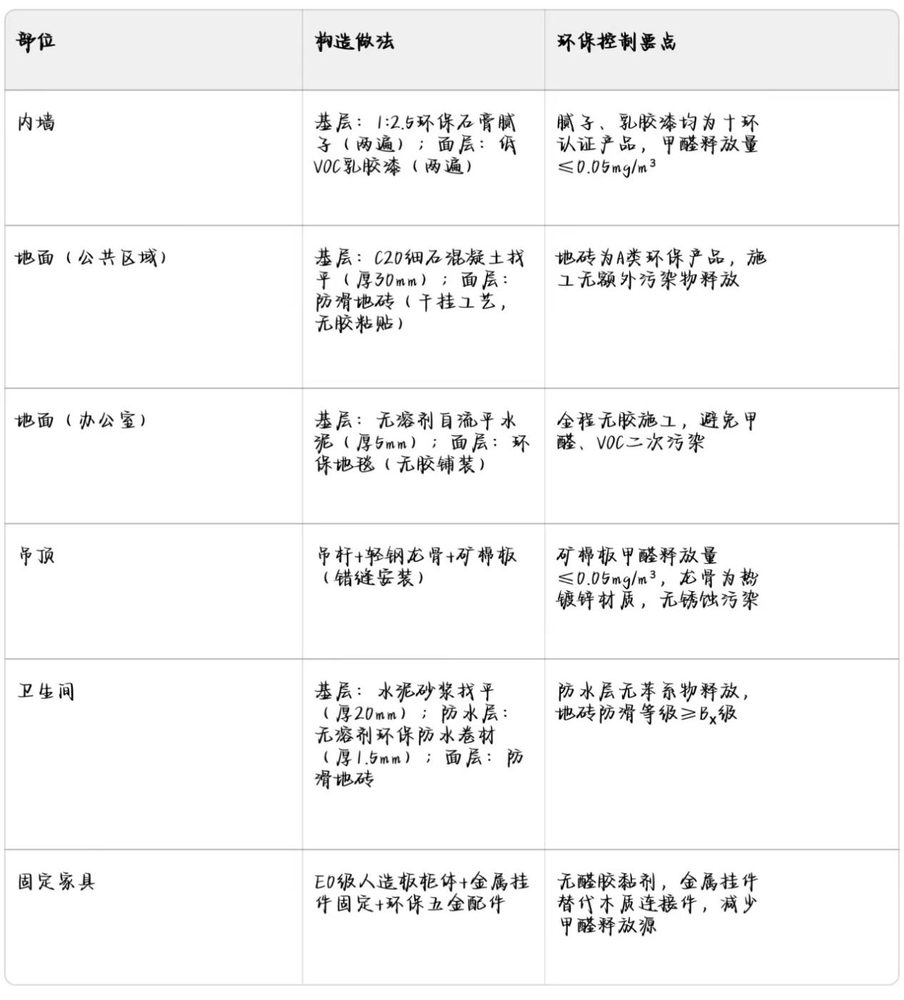 部位
构造做法
环保控制要点
内墙
基层：1:2.5环保石膏腻
子（两遍）；面层：低
VOC乳胶漆（两遍）
腻子、乳胶漆均为十环
认证产品，甲醛释放量
≤0.05mg/m³
地面（公共区域）
基层：C20细石混凝土找
平（厚30mm）；面层：
防滑地砖（干挂工艺，
无胶粘贴）
地砖为A类环保产品，施
工无额外污染物释放
地面（办公室）
基层：无溶剂自流平水
泥（厚5mm）；面层：环
保地毯（无胶铺装）
全程无胶施工，避免甲
醛、VOC二次污染
吊顶
吊杆+轻钢龙骨+矿棉板
（错缝安装）
矿棉板甲醛释放量
≤0.05mg/m³，龙骨为热
镀锌材质，无锈蚀污染
卫生间
基层：水泥砂浆找平
（厚20mm）；防水层：
无溶剂环保防水卷材
（厚1.5mm）；面层：防
滑地砖
防水层无苯系物释放，
地砖防滑等级≥Bₓ级
固定家具
E0级人造板柜体+金属挂
件固定+环保五金配件
无醛胶黏剂，金属挂件
替代木质连接件，减少
甲醛释放源